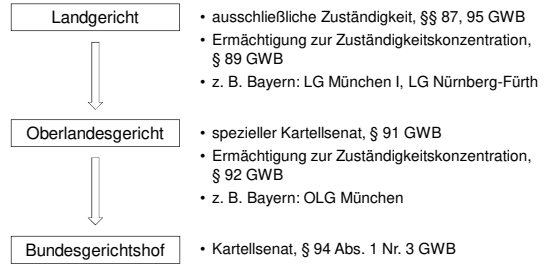 Landgericht
• ausschließliche Zuständigkeit, §§ 87, 95 GWB
• Ermächtigung zur Zuständigkeitskonzentration,
§ 89 GWB
• z. B. Bayern: LG München I, LG Nürnberg-Fürth
Oberlandesgericht
• spezieller Kartellsenat, § 91 GWB
• Ermächtigung zur Zuständigkeitskonzentration,
§ 92 GWB
• z. B. Bayern: OLG München
Bundesgerichtshof
• Kartellsenat, § 94 Abs. 1 Nr. 3 GWB